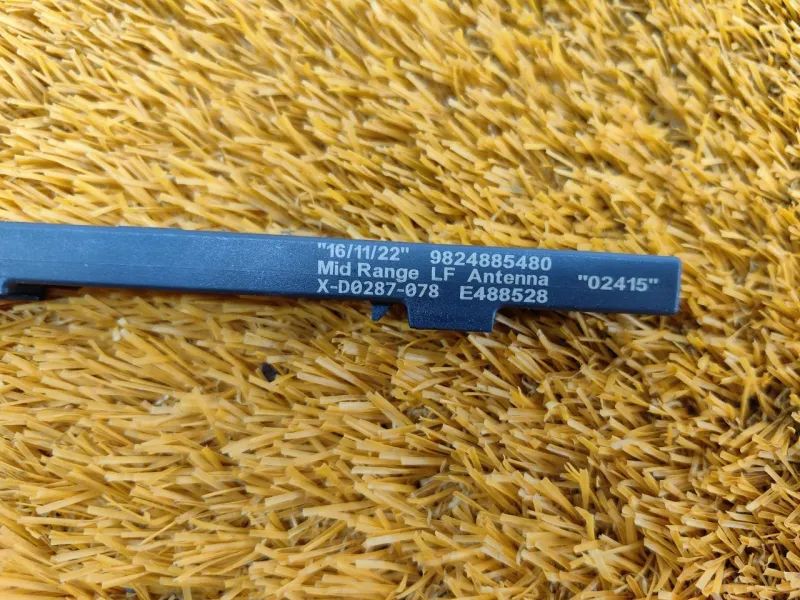 "16/11/22" 9824885480
Mid Range LF Antenna "02415"
X-D0287-078 E488528